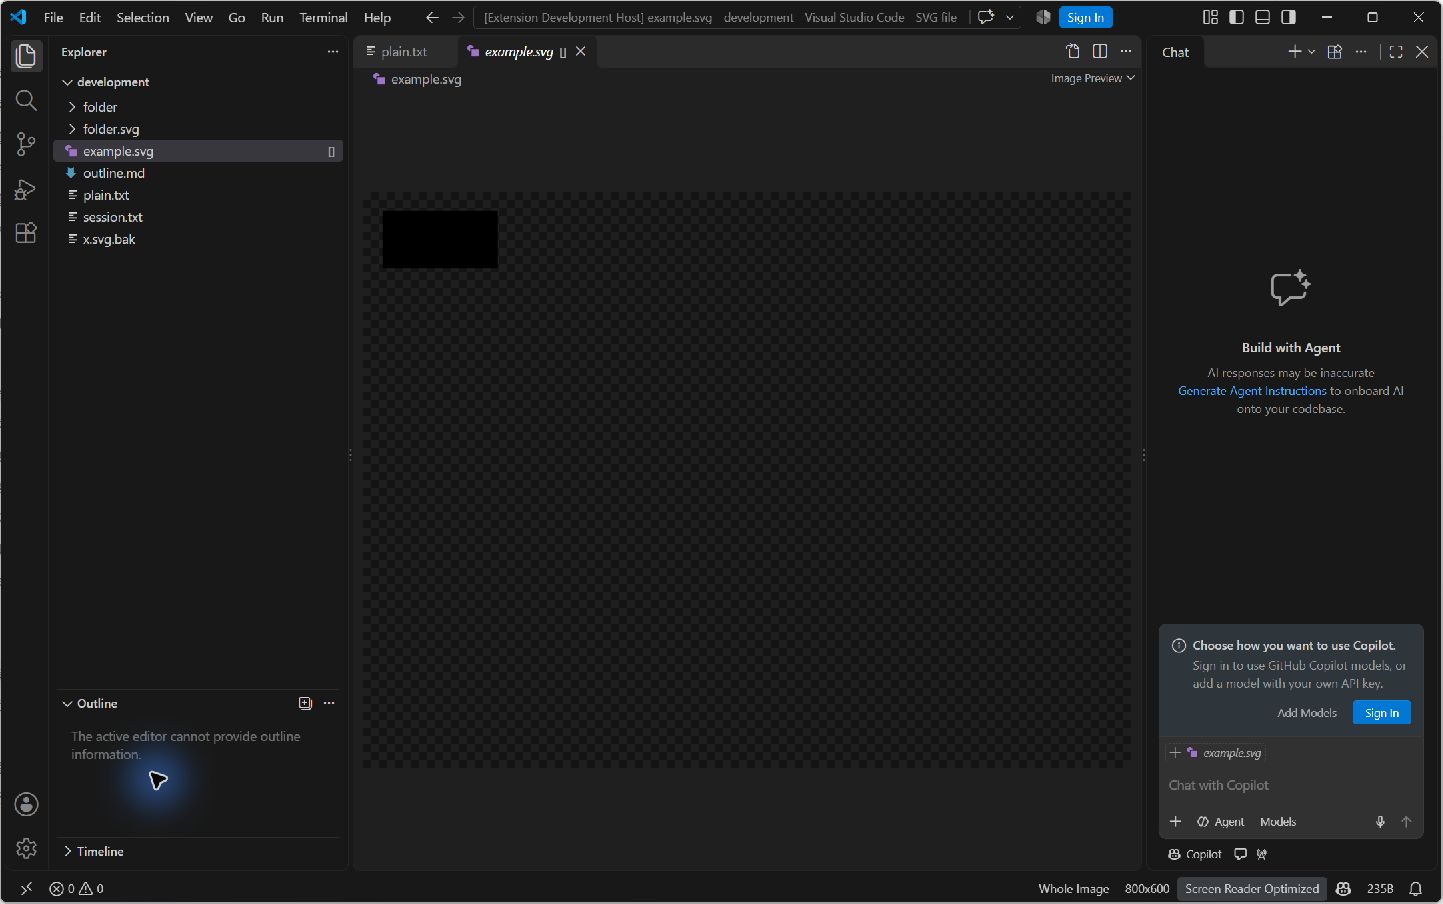 File Edit Selection View Go Run Terminal Help
[Extension Development Host] example.svg development Visual Studio Code SVG file
Sign In
Explorer
development
folder
folder.svg
example.svg
outline.md
plain.txt
session.txt
x.svg.bak
Outline
The active editor cannot provide outline
information.
Timeline
plain.txt
example.svg
example.svg
Image Preview
Chat
Build with Agent
AI responses may be inaccurate
Generate Agent Instructions to onboard AI
onto your codebase.
Choose how you want to use Copilot.
Sign in to use GitHub Copilot models, or
add a model with your own API key.
Add Models Sign In
example.svg
Chat with Copilot
Agent Models
Copilot
0 0
Whole Image 800x600 Screen Reader Optimized 235B